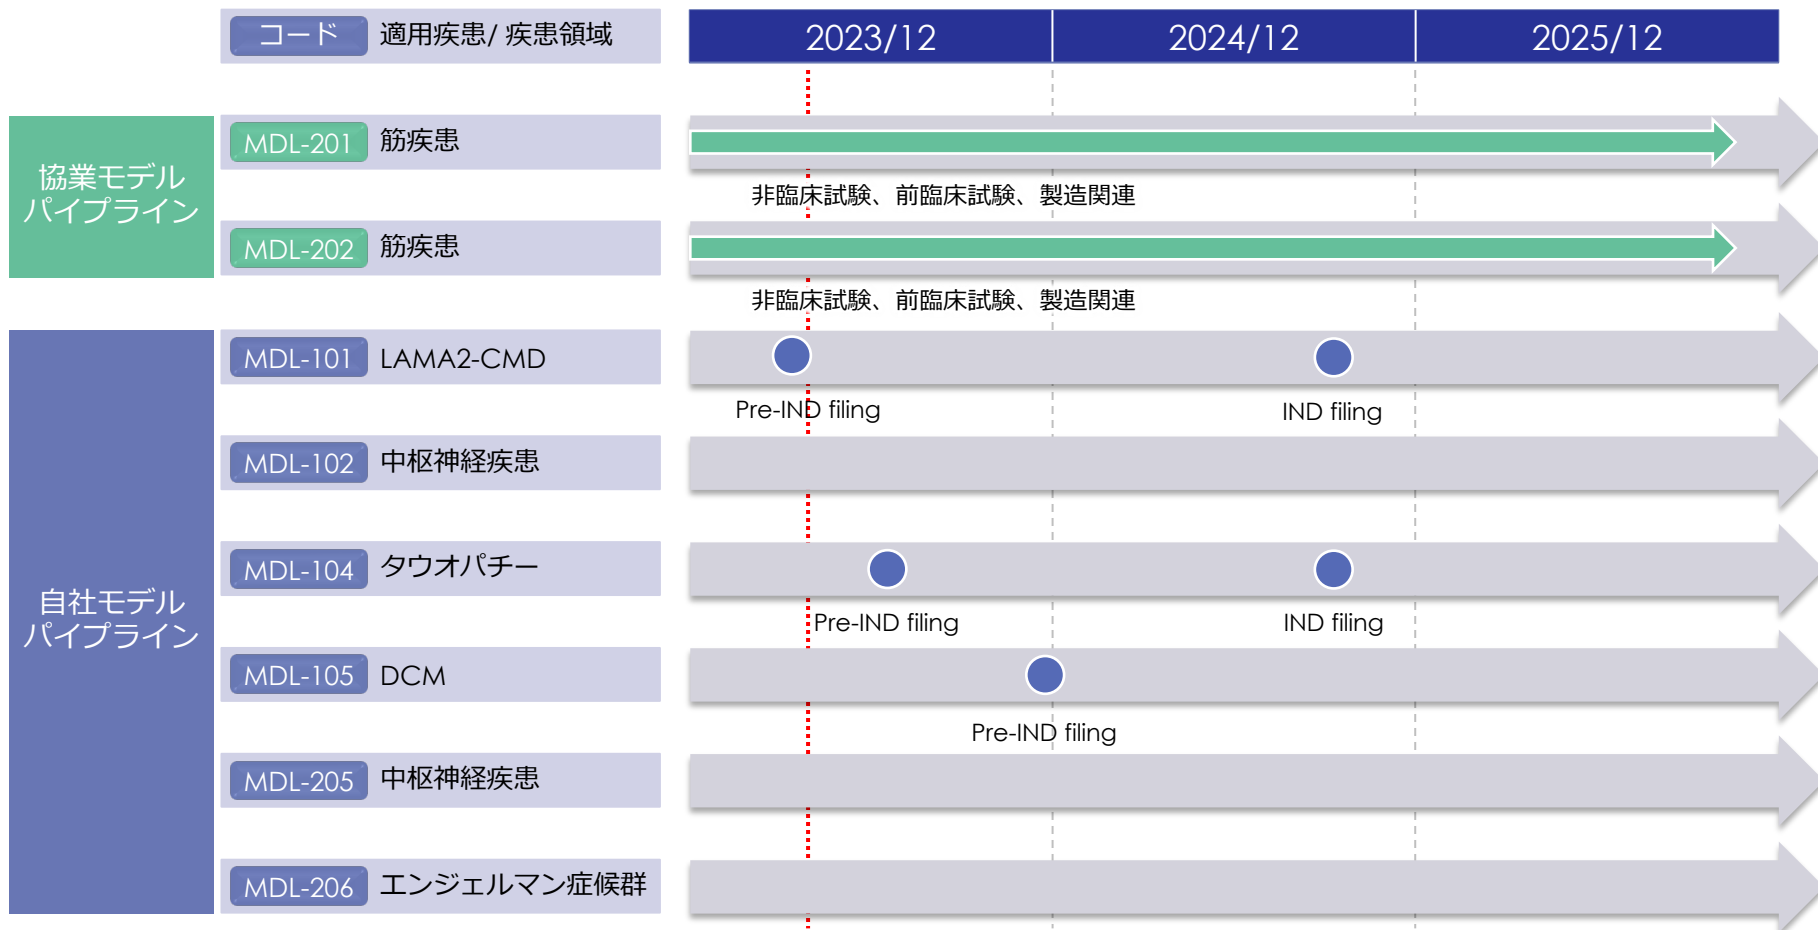 コード 適用疾患/ 疾患領域 2023/12 2024/12 2025/12
協業モデル
パイプライン
MDL-201 筋疾患
非臨床試験、前臨床試験、製造関連
MDL-202 筋疾患
非臨床試験、前臨床試験、製造関連
自社モデル
パイプライン
MDL-101 LAMA2-CMD
Pre-IND filing IND filing
MDL-102 中枢神経疾患
MDL-104 タウオパチー
Pre-IND filing IND filing
MDL-105 DCM
Pre-IND filing
MDL-205 中枢神経疾患
MDL-206 エンジェルマン症候群